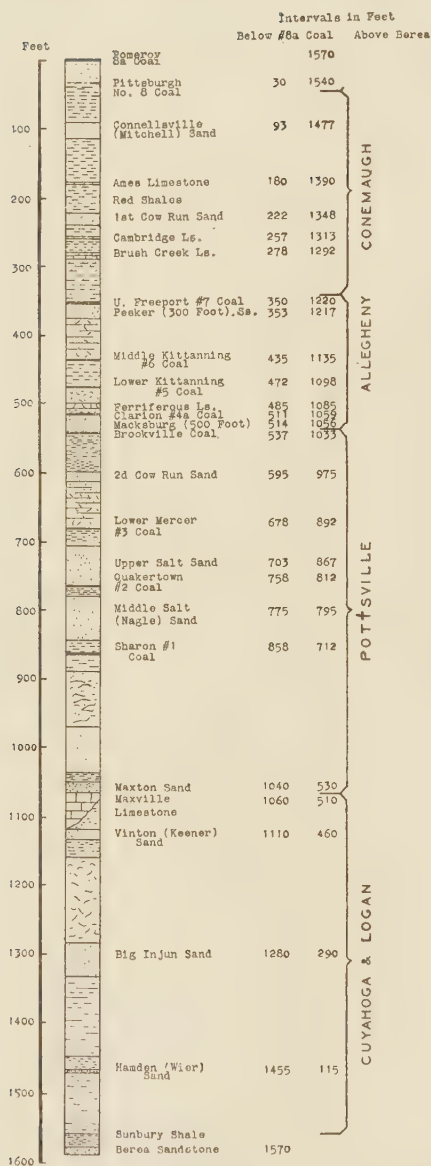 Intervals in Feet
Below #8a Coal Above Berea
Feet
Pomeroy 1570
8a Coal
Pittsburgh 30 1540
No. 8 Coal
100 Connellsville 93 1477
(Mitchell) Sand
Ames Limestone 180 1390
200 Red Shales
1st Cow Run Sand 222 1348
Cambridge Ls. 257 1313
Brush Creek Ls. 278 1292
300
CONEMAUGH
U. Freeport #7 Coal 350 1220
Peeker (300 Foot).Ss. 353 1217
400
Middle Kittanning 435 1135
#6 Coal
Lower Kittanning 472 1098
#5 Coal
500 Ferriferous Ls. 485 1085
Clarion #4a Coal 511 1059
Macksburg (500 Foot) 514 1056
Brookville Coal 537 1033
ALLEGHENY
600 2d Cow Run Sand 595 975
Lower Mercer 678 892
#3 Coal
700 Upper Salt Sand 703 867
Quakertown 758 812
#2 Coal
800 Middle Salt 775 795
(Nagle) Sand
Sharon #1 858 712
Coal
900
1000
POTTSVILLE
Maxton Sand 1040 530
Maxville 1060 510
Limestone
1100 Vinton (Keener) 1110 460
Sand
1200
1300 Big Injun Sand 1280 290
1400
Hamden (Wier) 1455 115
Sand
1500
CUYAHOGA & LOGAN
Sunbury Shale
1600 Berea Sandstone 1570